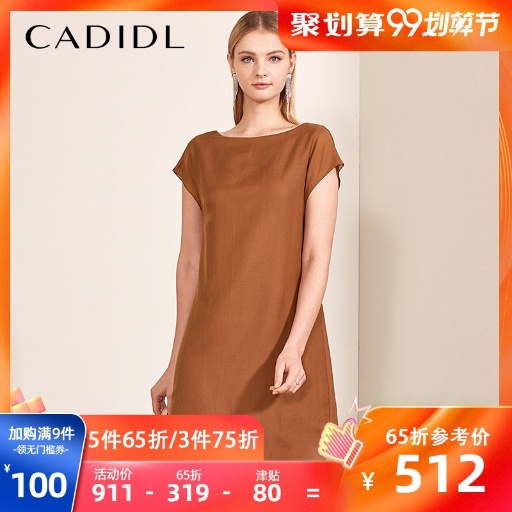 CADIDL
聚划算99划算节
加购满9件
-领无门槛券-
¥100
5件65折/3件75折
活动价 65折 津贴
911 - 319 - 80 =
65折参考价
¥ 512